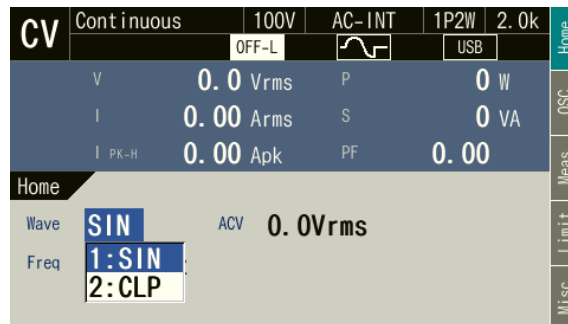 CV Continuous 100V AC-INT 1P2W 2.0k
OFF-L USB
V 0.0 Vrms P 0 W
I 0.00 Arms S 0 VA
I PK-H 0.00 Apk PF 0.00
Home
Wave SIN ACV 0.0Vrms
Freq
1:SIN
2:CLP
Home
OSC
Meas
Limit
Misc